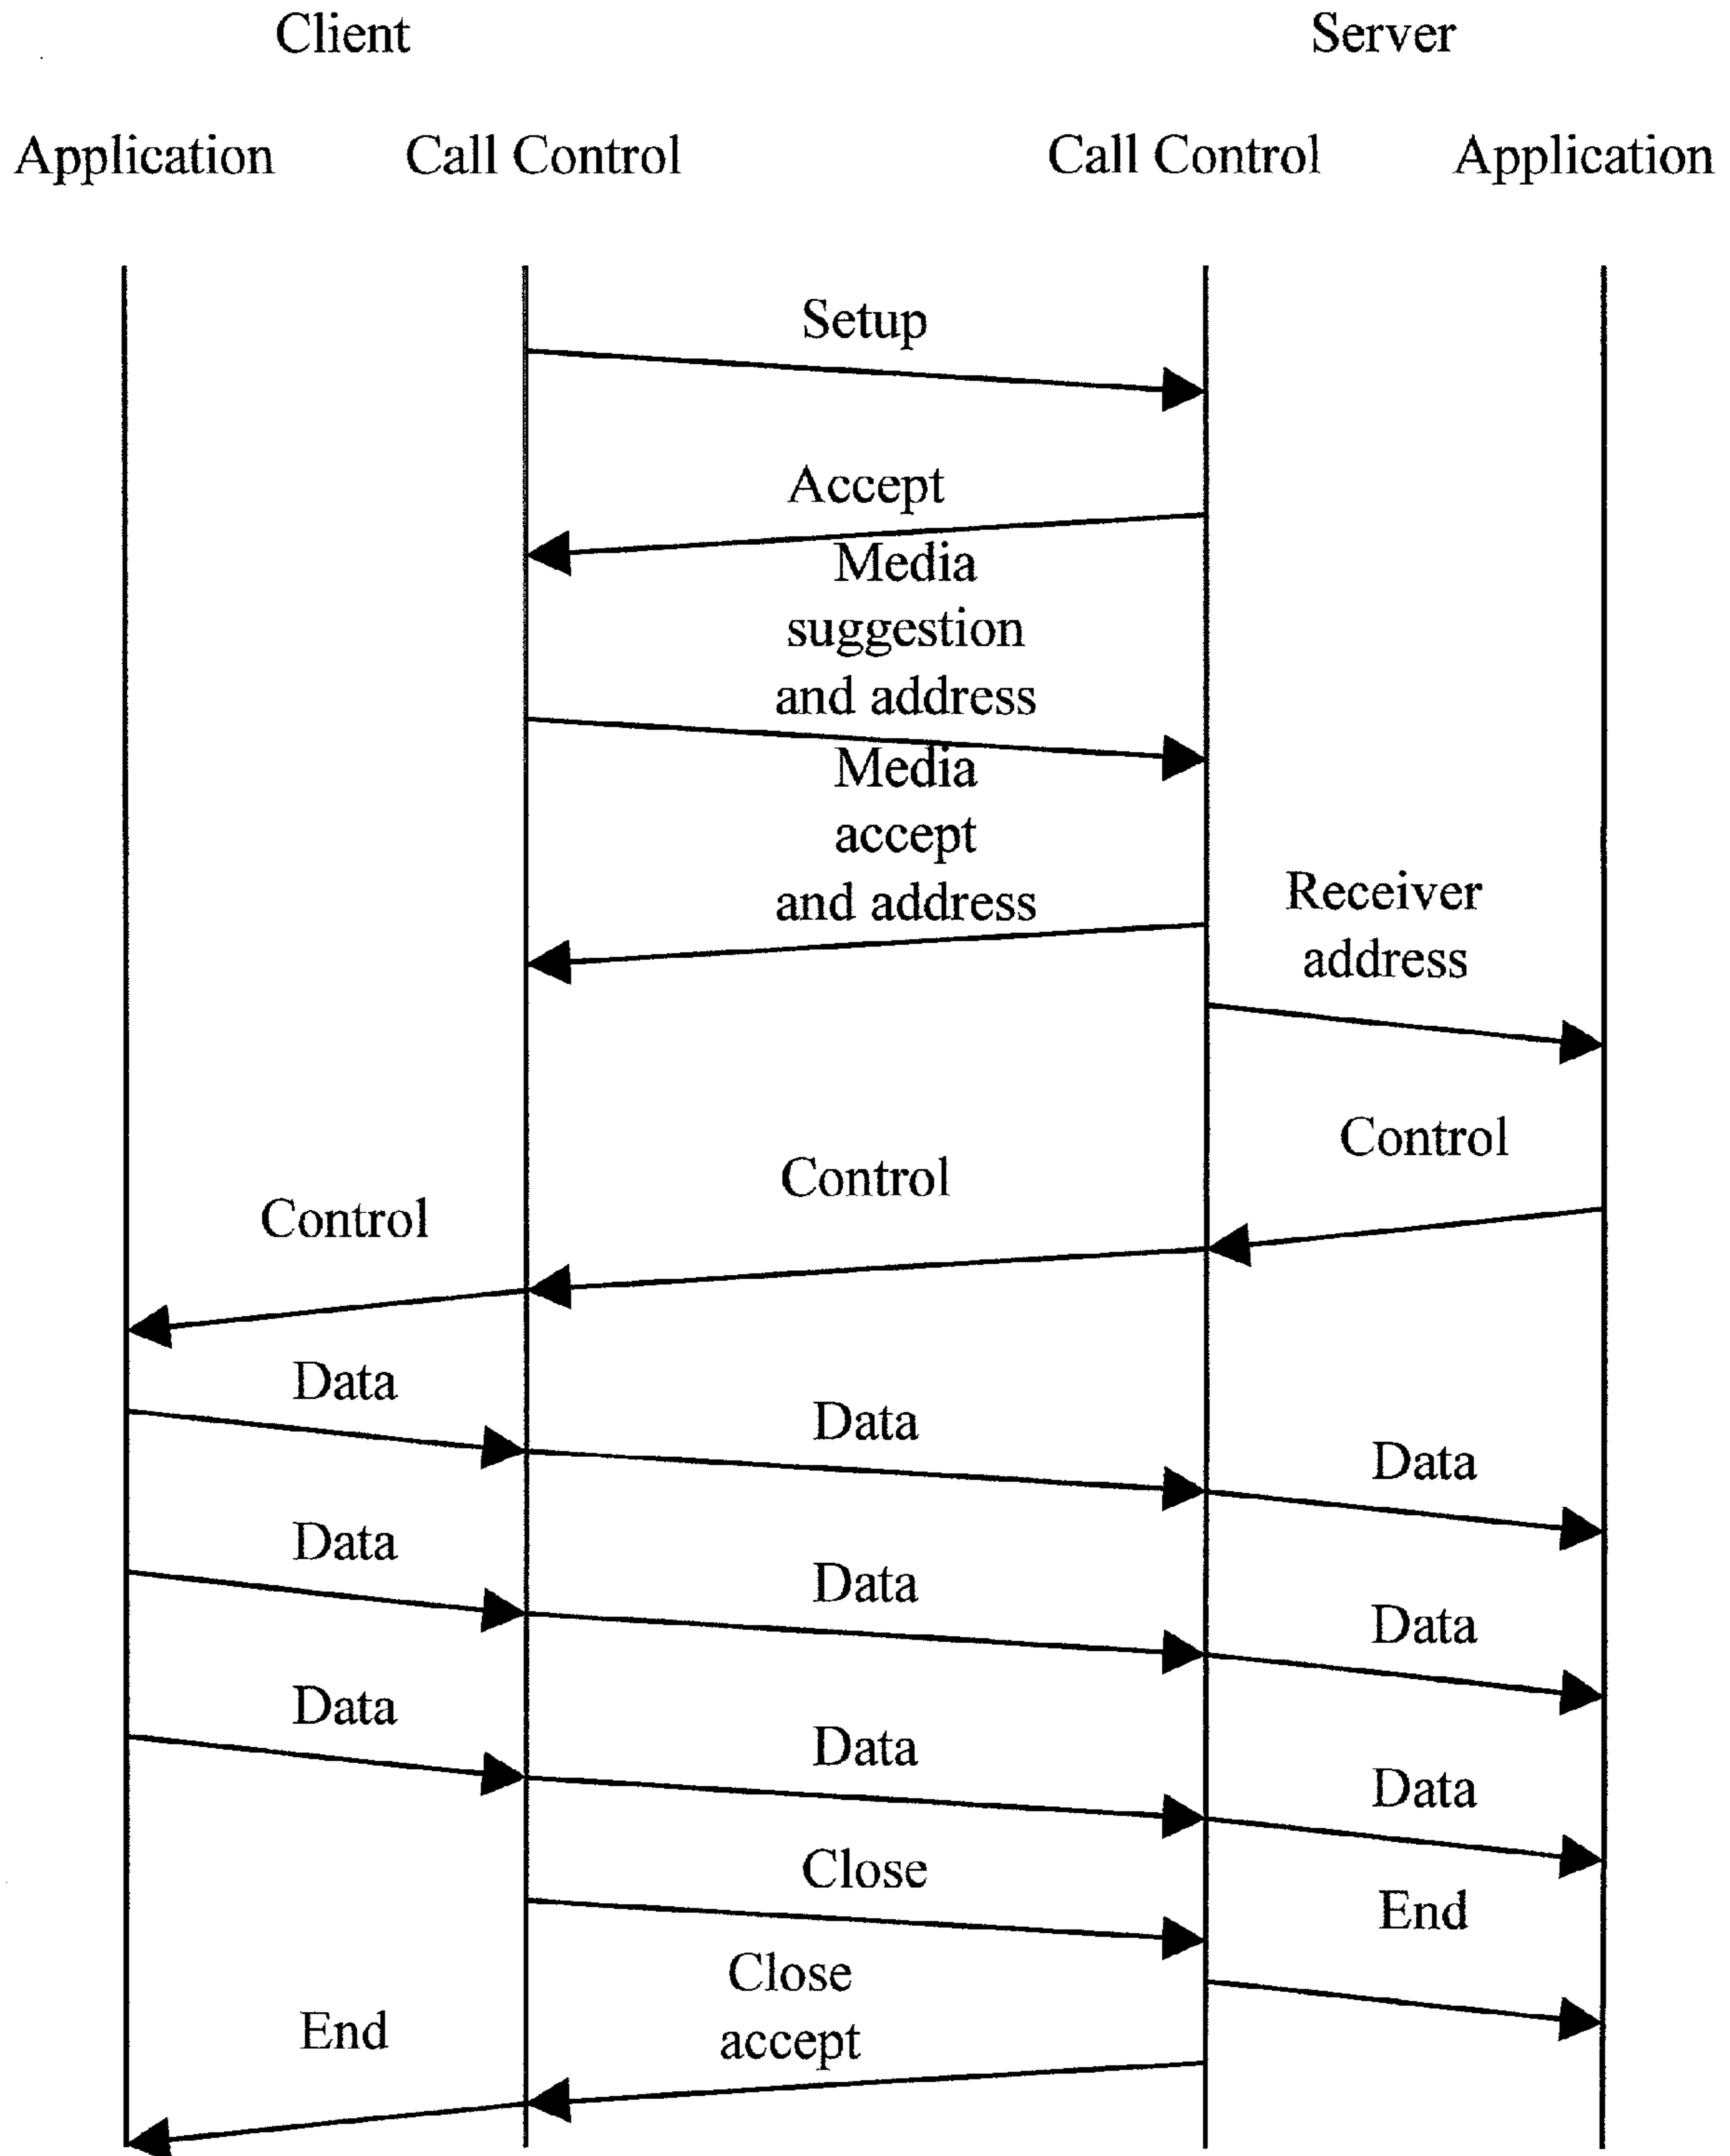 Client Server
Application Call Control Call Control Application
Setup
Accept
Media
suggestion
and address
Media
accept
and address
Receiver
address
Control
Control
Control
Data
Data
Data
Data
Data
Data
Data
Data
Data
Close
End
Close
accept
End